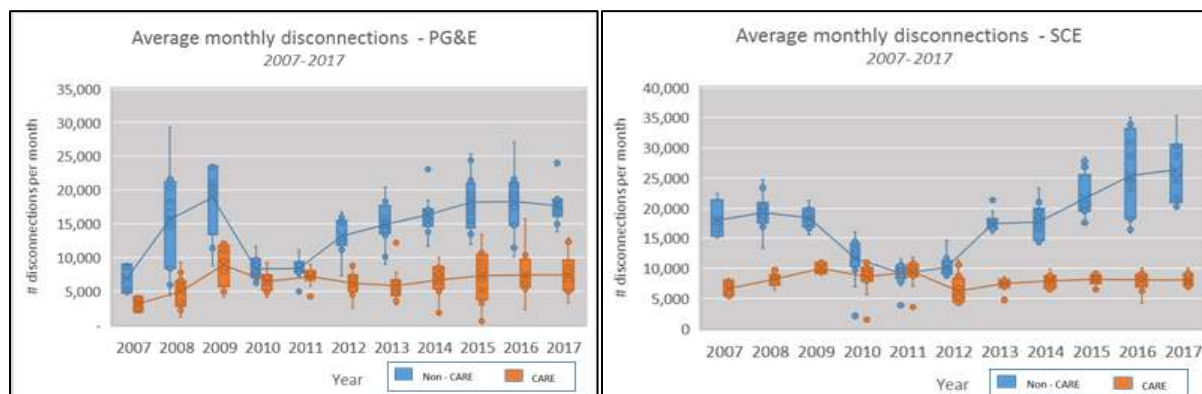 Average monthly disconnections - PG&E
2007-2017
# disconnections per month
35,000
30,000
25,000
20,000
15,000
10,000
5,000
-
2007 2008 2009 2010 2011 2012 2013 2014 2015 2016 2017
Year
Non - CARE CARE
Average monthly disconnections - SCE
2007-2017
# disconnections per month
40,000
35,000
30,000
25,000
20,000
15,000
10,000
5,000
0
2007 2008 2009 2010 2011 2012 2013 2014 2015 2016 2017
Year
Non - CARE CARE